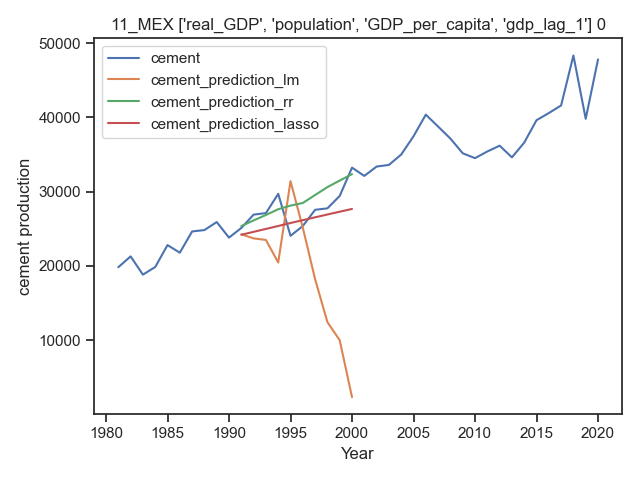 11_MEX ['real_GDP', 'population', 'GDP_per_capita', 'gdp_lag_1'] 0
50000
40000
30000
20000
10000
cement production
cement
cement_prediction_lm
cement_prediction_rr
cement_prediction_lasso
1980 1985 1990 1995 2000 2005 2010 2015 2020
Year